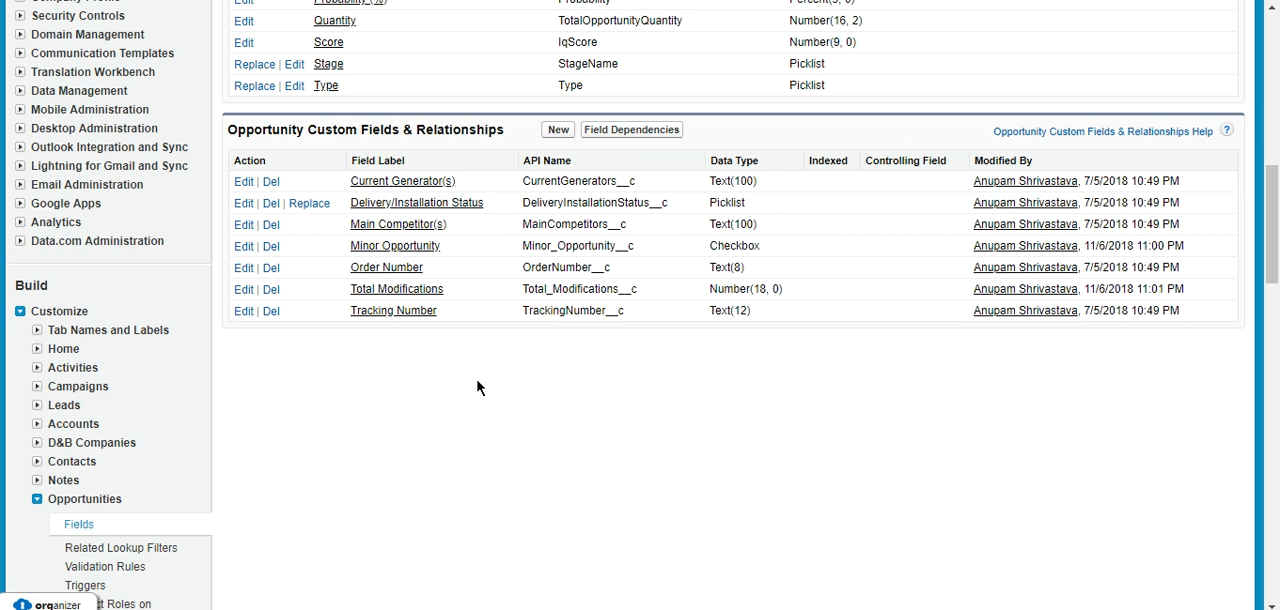 Security Controls
Domain Management
Communication Templates
Translation Workbench
Data Management
Mobile Administration
Desktop Administration
Outlook Integration and Sync
Lightning for Gmail and Sync
Email Administration
Google Apps
Analytics
Data.com Administration
Build
Customize
Tab Names and Labels
Home
Activities
Campaigns
Leads
Accounts
D&B Companies
Contacts
Notes
Opportunities
Fields
Related Lookup Filters
Validation Rules
Triggers
t Roles on
organizer
Edit Probability (%) Probability Percent(3, 0)
Edit Quantity TotalOpportunityQuantity Number(16, 2)
Edit Score IqScore Number(9, 0)
Replace | Edit Stage StageName Picklist
Replace | Edit Type Type Picklist
Opportunity Custom Fields & Relationships New Field Dependencies Opportunity Custom Fields & Relationships Help ?
Action Field Label API Name Data Type Indexed Controlling Field Modified By
Edit | Del Current Generator(s) CurrentGenerators__c Text(100) Anupam Shrivastava, 7/5/2018 10:49 PM
Edit | Del | Replace Delivery/Installation Status DeliveryInstallationStatus__c Picklist Anupam Shrivastava, 7/5/2018 10:49 PM
Edit | Del Main Competitor(s) MainCompetitors__c Text(100) Anupam Shrivastava, 7/5/2018 10:49 PM
Edit | Del Minor Opportunity Minor_Opportunity__c Checkbox Anupam Shrivastava, 11/6/2018 11:00 PM
Edit | Del Order Number OrderNumber__c Text(8) Anupam Shrivastava, 7/5/2018 10:49 PM
Edit | Del Total Modifications Total_Modifications__c Number(18, 0) Anupam Shrivastava, 11/6/2018 11:01 PM
Edit | Del Tracking Number TrackingNumber__c Text(12) Anupam Shrivastava, 7/5/2018 10:49 PM